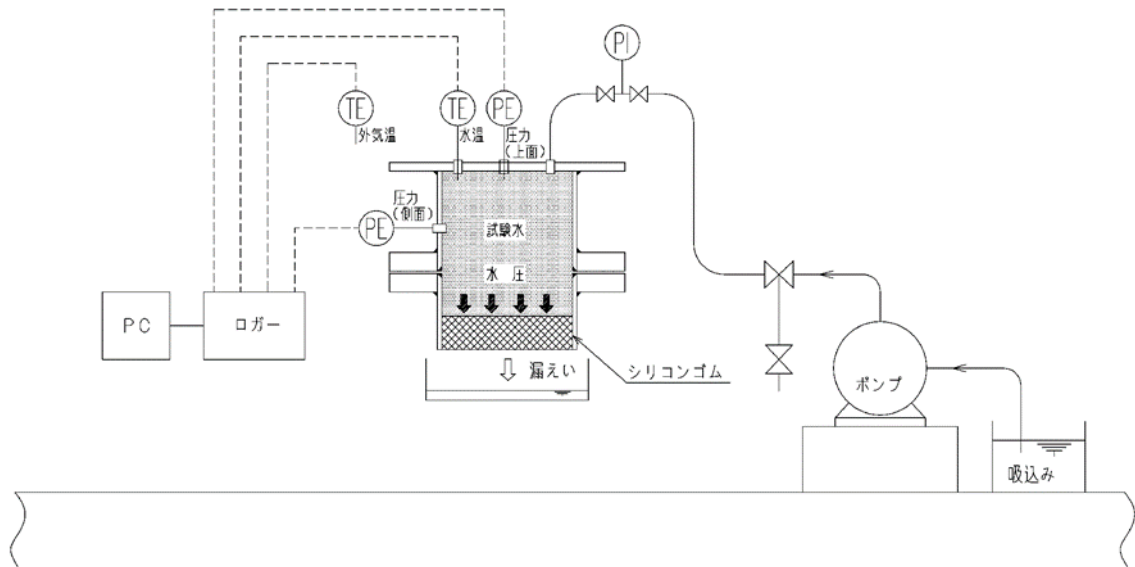 PI
TE
外気温
TE
水温
PE
圧力
(上面)
圧力
(側面)
PE
試験水
水 圧
PC
ロガー
漏えい
シリコンゴム
ポンプ
吸込み